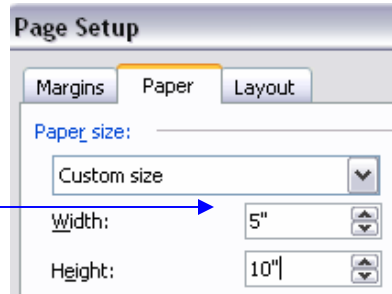 Page Setup
Margins Paper Layout
Paper size:
Custom size
Width: 5"
Height: 10"